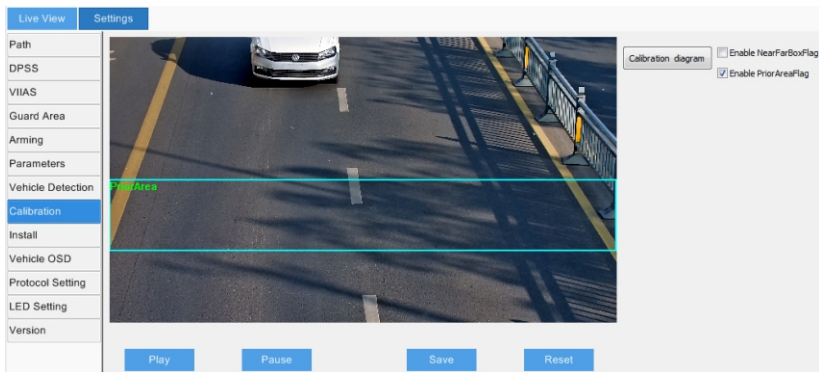 Live View Settings
Path
DPSS
VIIAS
Guard Area
Arming
Parameters
Vehicle Detection
Calibration
Install
Vehicle OSD
Protocol Setting
LED Setting
Version
PriorArea
Calibration diagram
Enable NearFarBoxFlag
Enable PriorAreaFlag
Play Pause Save Reset